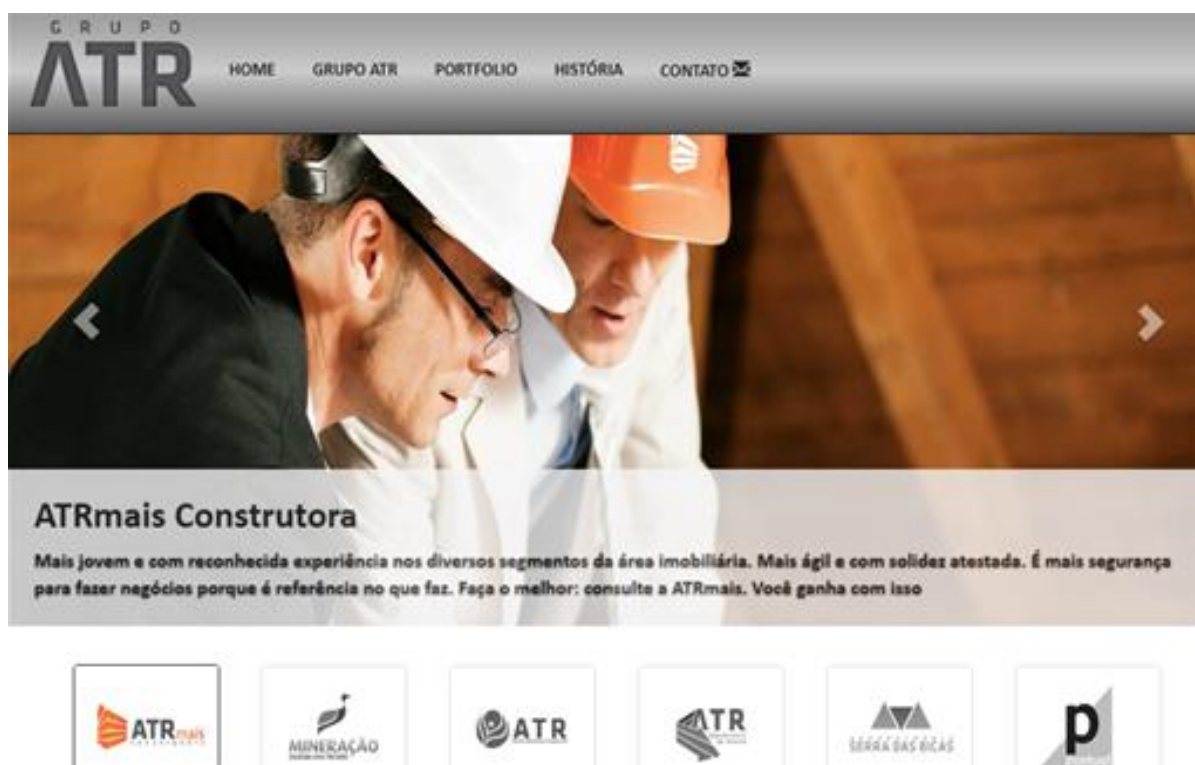 GRUPO
ATR
HOME GRUPO ATR PORTFOLIO HISTÓRIA CONTATO
ATRmais Construtora
Mais jovem e com reconhecida experiência nos diversos segmentos da área imobiliária. Mais ágil e com solidez atestada. É mais segurança
para fazer negócios porque é referência no que faz. Faça o melhor: consulte a ATRmais. Você ganha com isso
ATRmais MINERAÇÃO ATR ATR SERRA DAS BICAS p